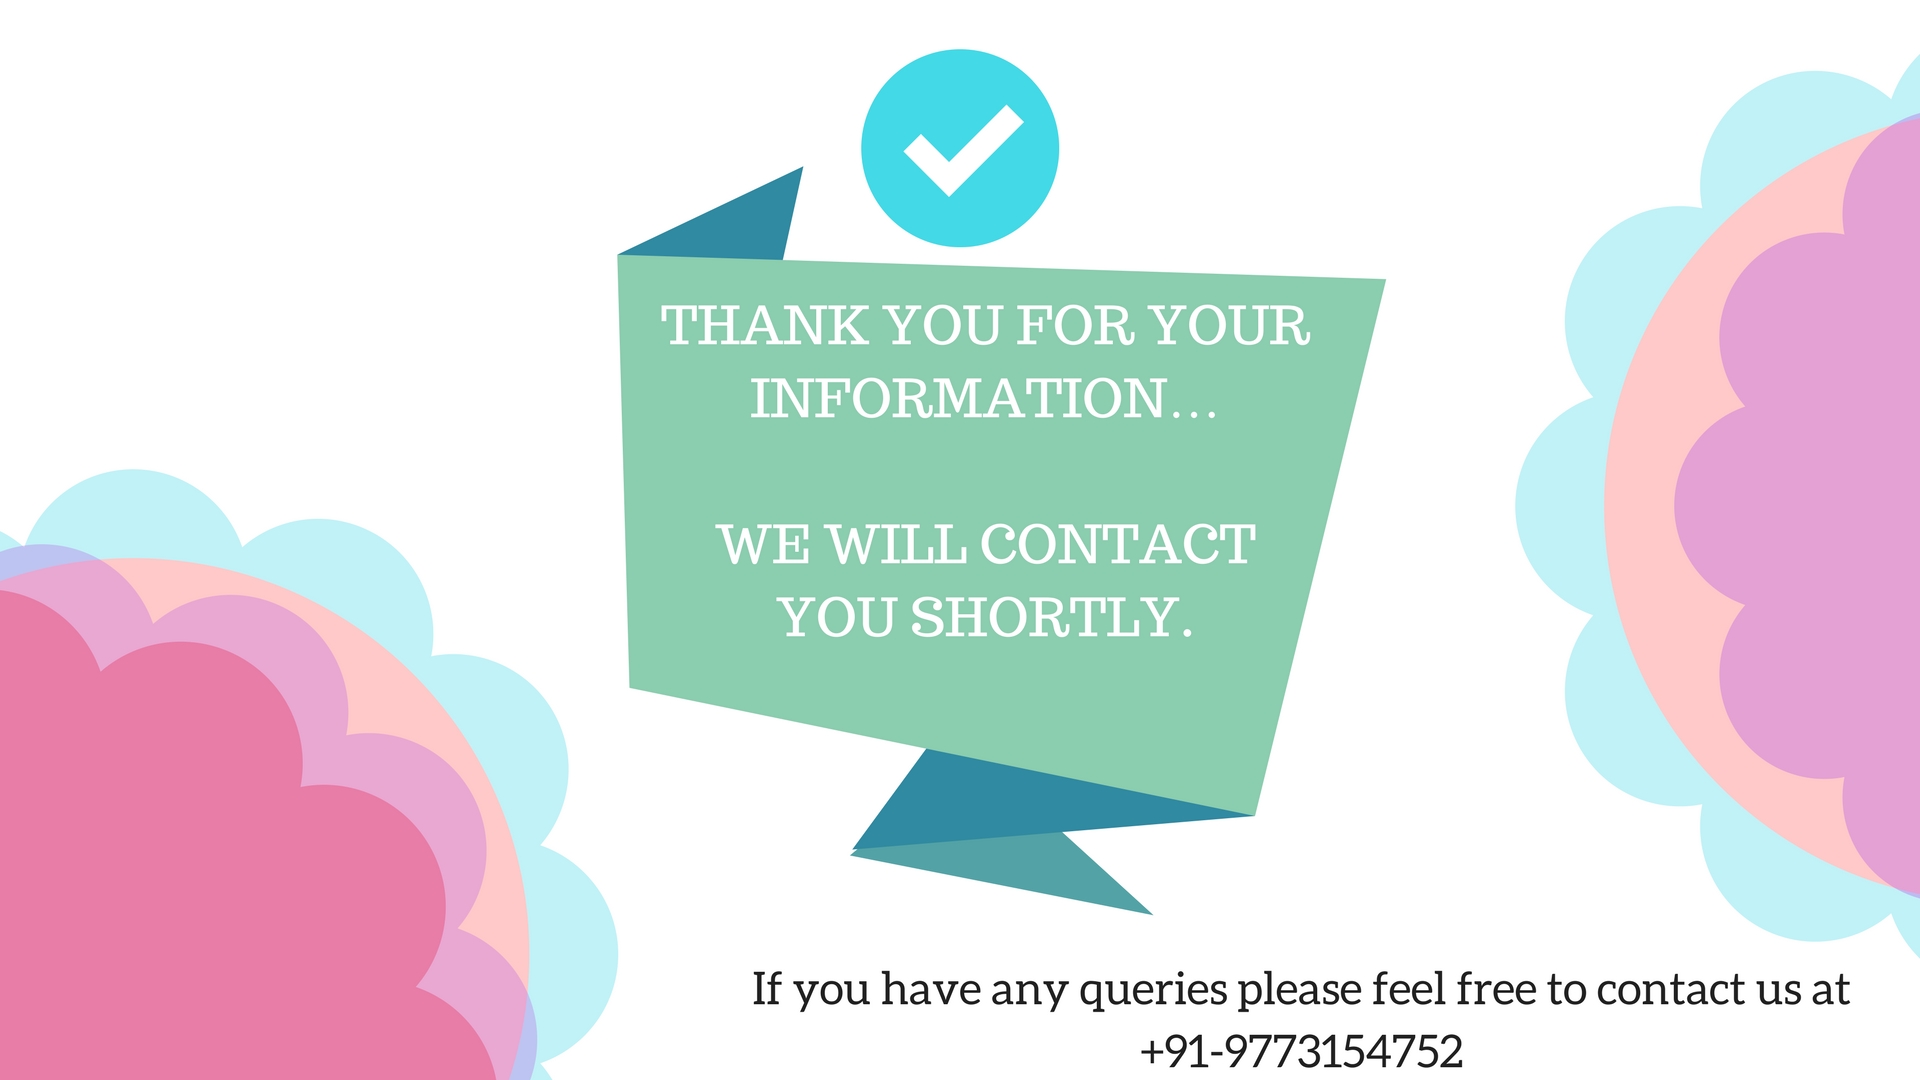 THANK YOU FOR YOUR
INFORMATION...
WE WILL CONTACT
YOU SHORTLY.
If you have any queries please feel free to contact us at
+91-9773154752